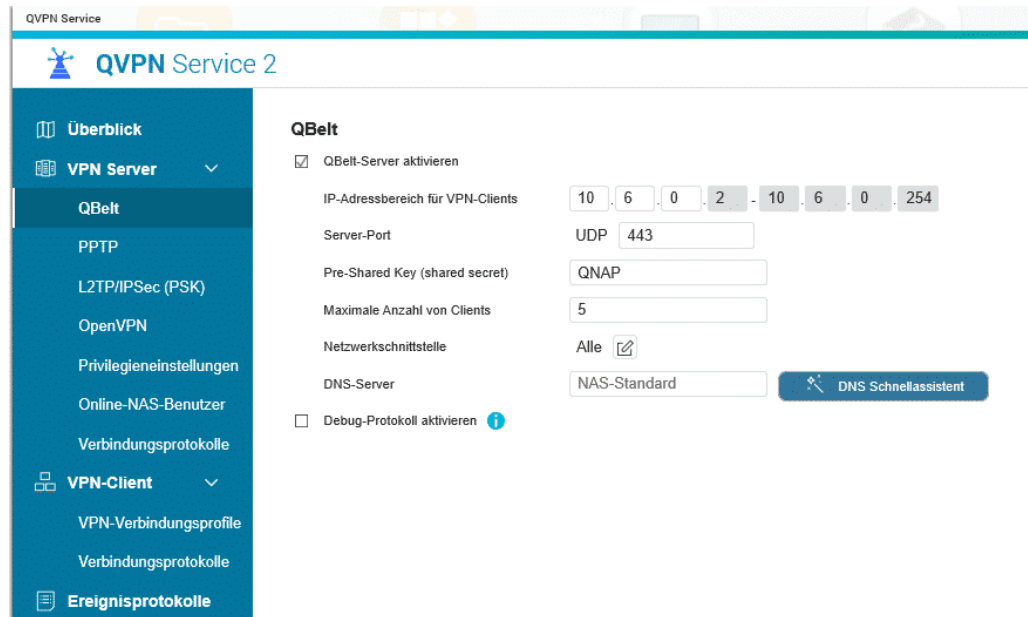 QVPN Service
QVPN Service 2
Überblick
VPN Server
QBelt
PPTP
L2TP/IPSec (PSK)
OpenVPN
Privilegieneinstellungen
Online-NAS-Benutzer
Verbindungsprotokolle
VPN-Client
VPN-Verbindungsprofile
Verbindungsprotokolle
Ereignisprotokolle
QBelt
QBelt-Server aktivieren
IP-Adressbereich für VPN-Clients 10 . 6 . 0 . 2 - 10 . 6 . 0 . 254
Server-Port UDP 443
Pre-Shared Key (shared secret) QNAP
Maximale Anzahl von Clients 5
Netzwerkschnittstelle Alle
DNS-Server NAS-Standard DNS Schnellassistent
Debug-Protokoll aktivieren